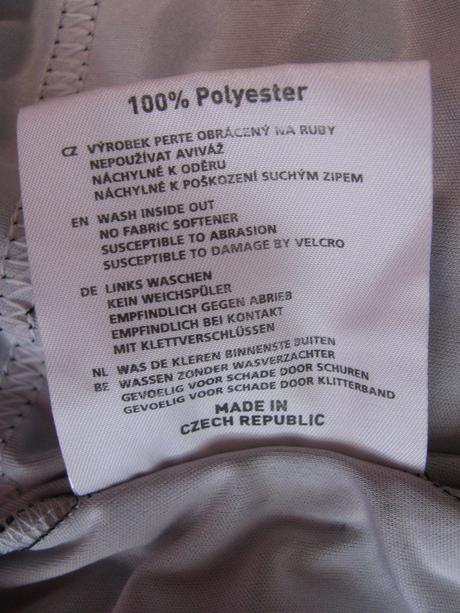 100% Polyester
CZ VÝROBEK PERTE OBRÁCENÝ NA RUBY
NEPOUŽÍVAT AVIVÁŽ
NÁCHYLNÉ K ODĚRU
NÁCHYLNÉ K POŠKOZENÍ SUCHÝM ZIPEM
EN WASH INSIDE OUT
NO FABRIC SOFTENER
SUSCEPTIBLE TO ABRASION
SUSCEPTIBLE TO DAMAGE BY VELCRO
DE LINKS WASCHEN
KEIN WEICHSPÜLER
EMPFINDLICH GEGEN ABRIEB
EMPFINDLICH BEI KONTAKT
MIT KLETTVERSCHLÜSSEN
NL WAS DE KLEREN BINNENSTE BUITEN
BE WASSEN ZONDER WASVERZACHTER
GEVOELIG VOOR SCHADE DOOR SCHUREN
GEVOELIG VOOR SCHADE DOOR KLITTERBAND
MADE IN
CZECH REPUBLIC